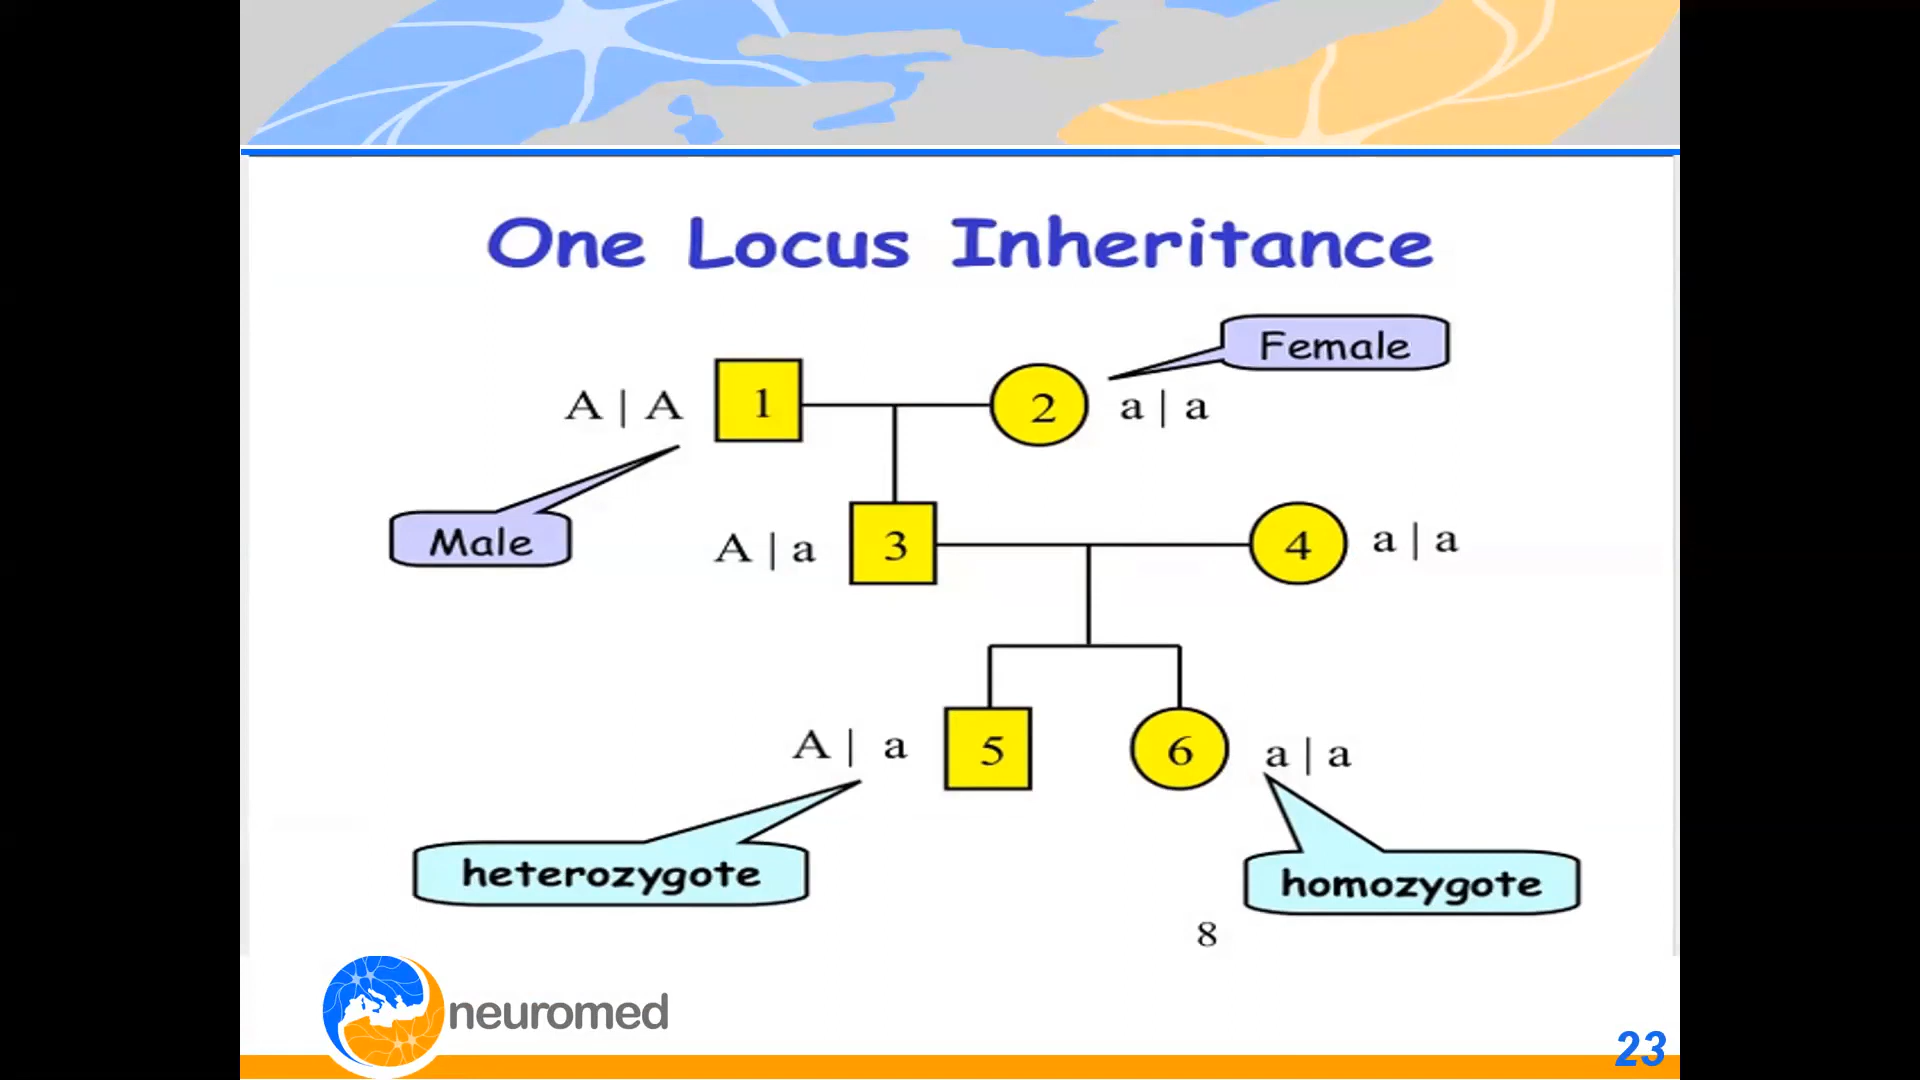 One Locus Inheritance
Female
A | A
1
2
a | a
Male
A | a
3
4
a | a
A | a
5
6
a | a
heterozygote
homozygote
8
neuromed
23